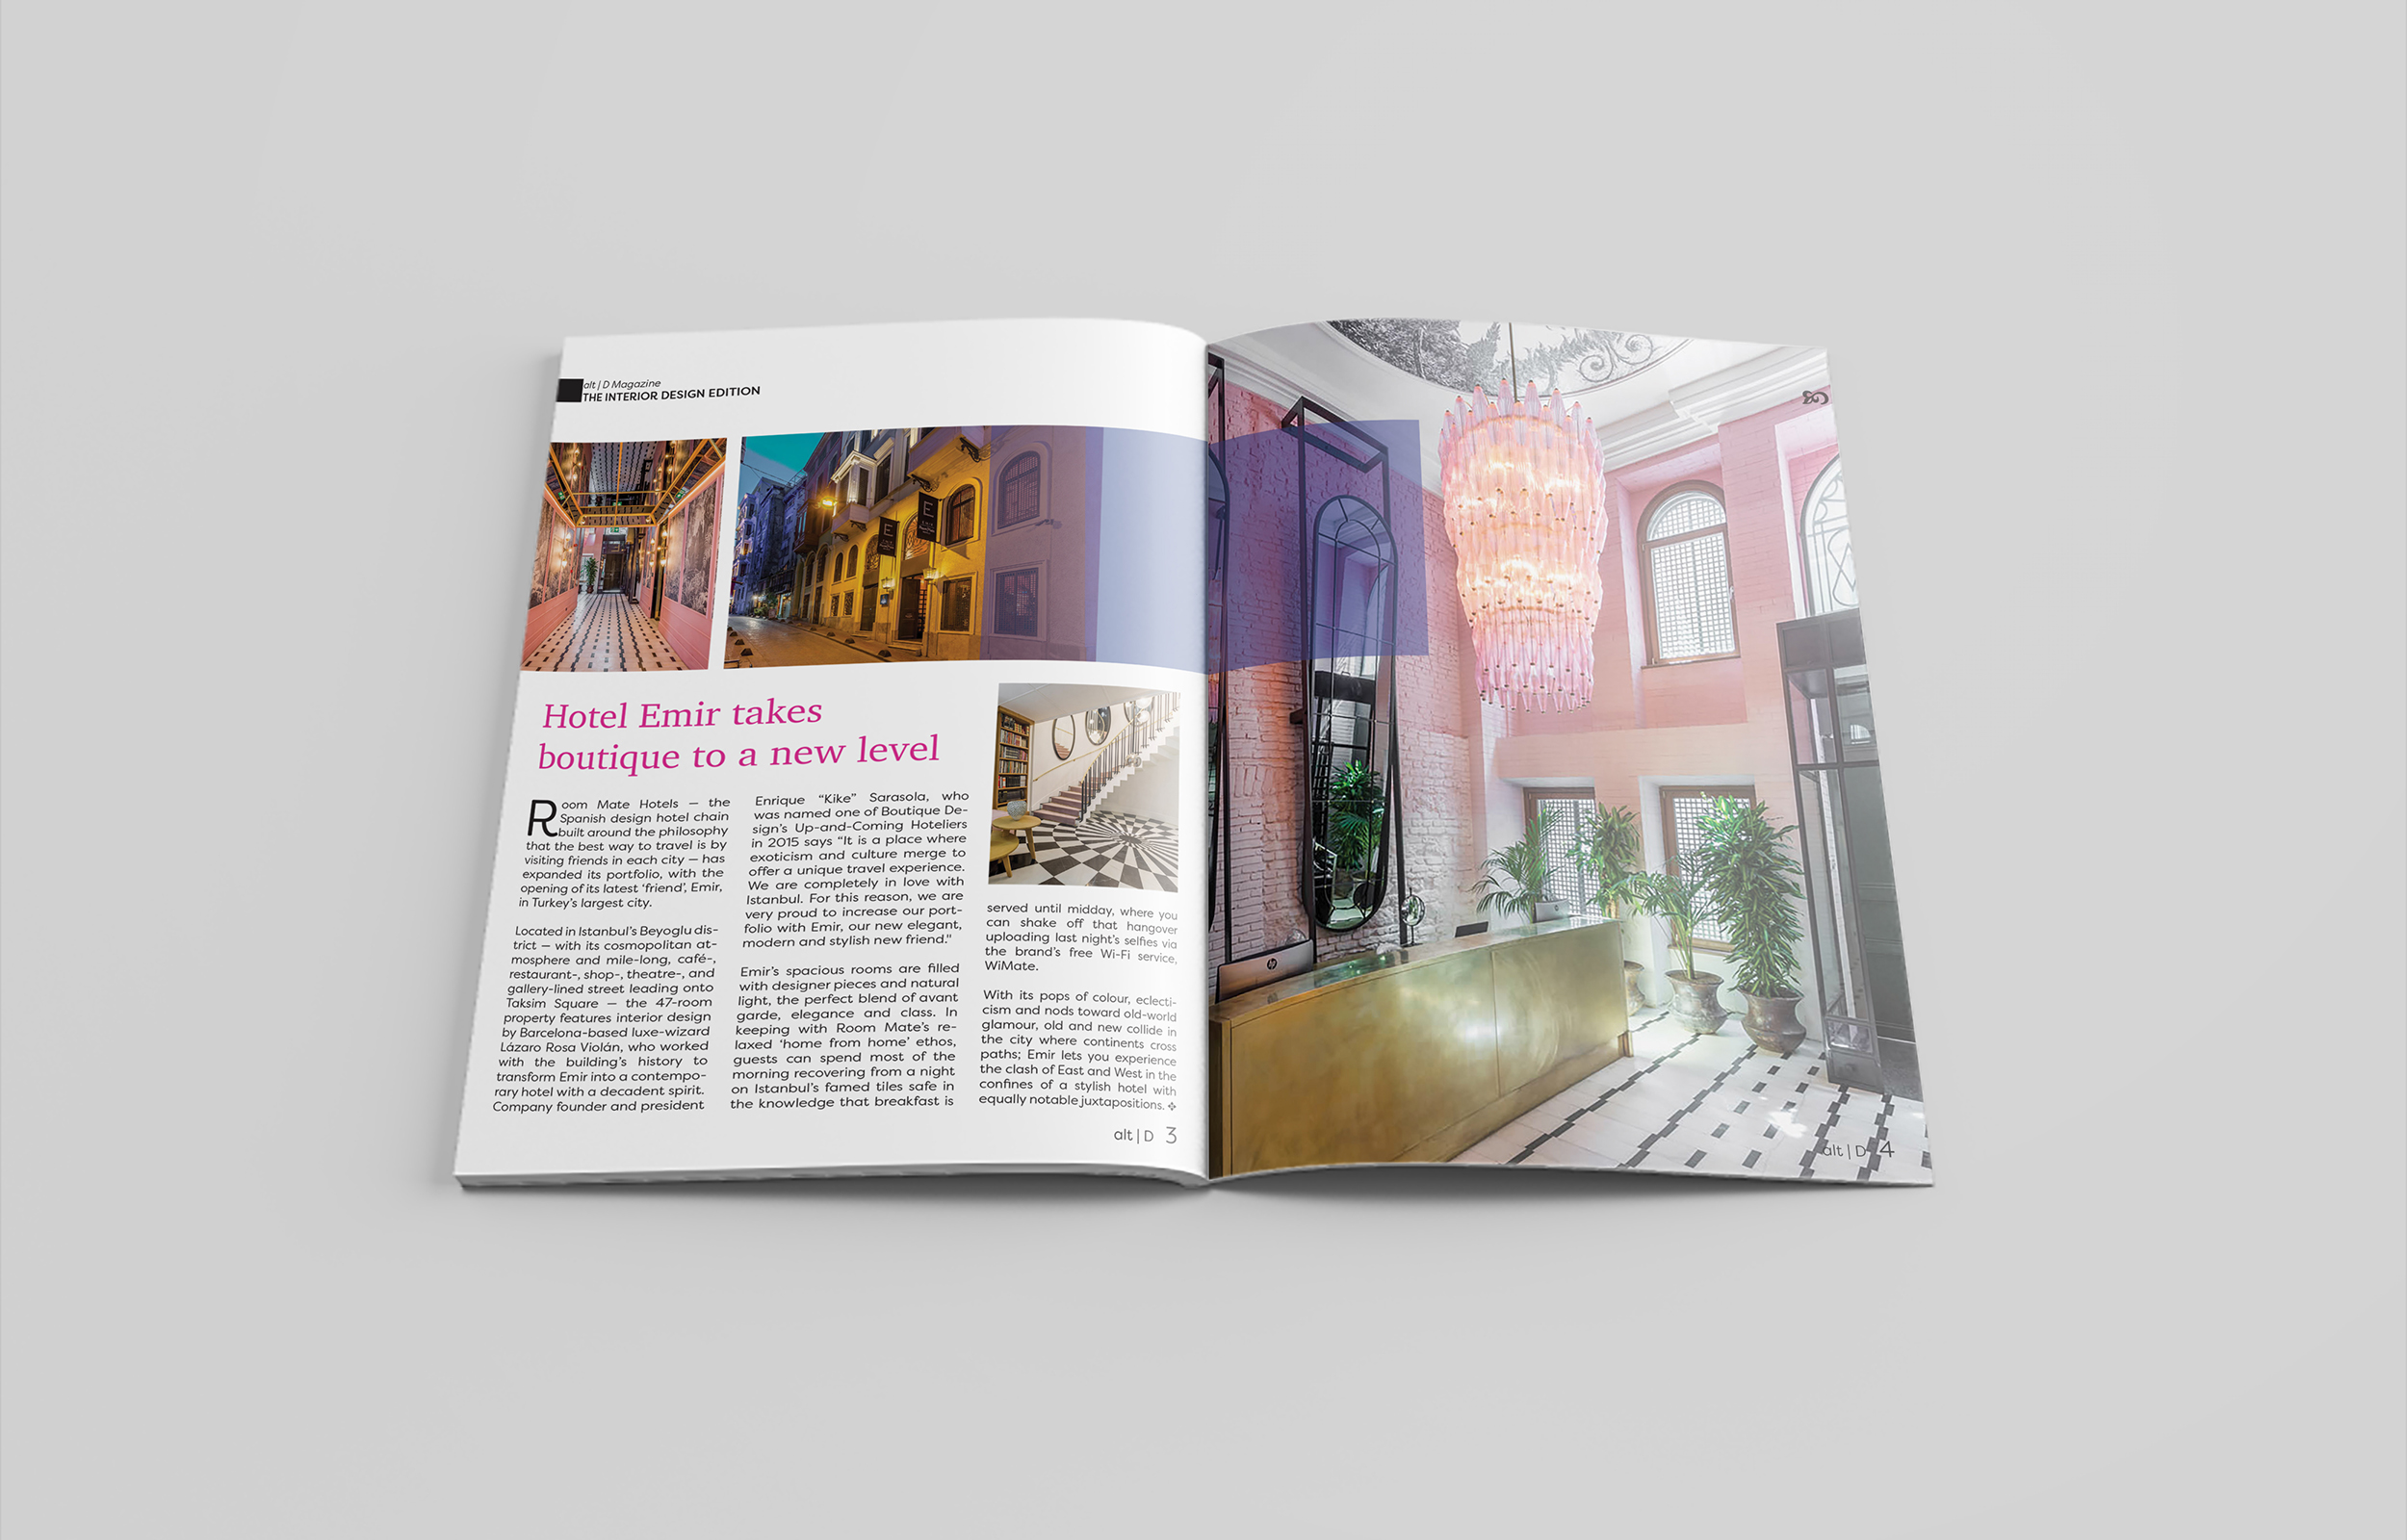 alt | D Magazine
THE INTERIOR DESIGN EDITION
E
E
Hotel Emir takes
boutique to a new level
Room Mate Hotels — the
Spanish design hotel chain
built around the philosophy
that the best way to travel is by
visiting friends in each city — has
expanded its portfolio, with the
opening of its latest ‘friend’, Emir,
in Turkey’s largest city.
Located in Istanbul’s Beyoglu dis-
trict — with its cosmopolitan at-
mosphere and mile-long, café-,
restaurant-, shop-, theatre-, and
gallery-lined street leading onto
Taksim Square — the 47-room
property features interior design
by Barcelona-based luxe-wizard
Lázaro Rosa Violán, who worked
with the building’s history to
transform Emir into a contempo-
rary hotel with a decadent spirit.
Company founder and president
Enrique “Kike” Sarasola, who
was named one of Boutique De-
sign’s Up-and-Coming Hoteliers
in 2015 says “It is a place where
exoticism and culture merge to
offer a unique travel experience.
We are completely in love with
Istanbul. For this reason, we are
very proud to increase our port-
folio with Emir, our new elegant,
modern and stylish new friend."
Emir’s spacious rooms are filled
with designer pieces and natural
light, the perfect blend of avant
garde, elegance and class. In
keeping with Room Mate’s re-
laxed ‘home from home’ ethos,
guests can spend most of the
morning recovering from a night
on Istanbul’s famed tiles safe in
the knowledge that breakfast is
served until midday, where you
can shake off that hangover
uploading last night’s selfies via
the brand’s free Wi-Fi service,
WiMate.
With its pops of colour, eclecti-
cism and nods toward old-world
glamour, old and new collide in
the city where continents cross
paths; Emir lets you experience
the clash of East and West in the
confines of a stylish hotel with
equally notable juxtapositions.
alt | D 3
hp
alt | D 4